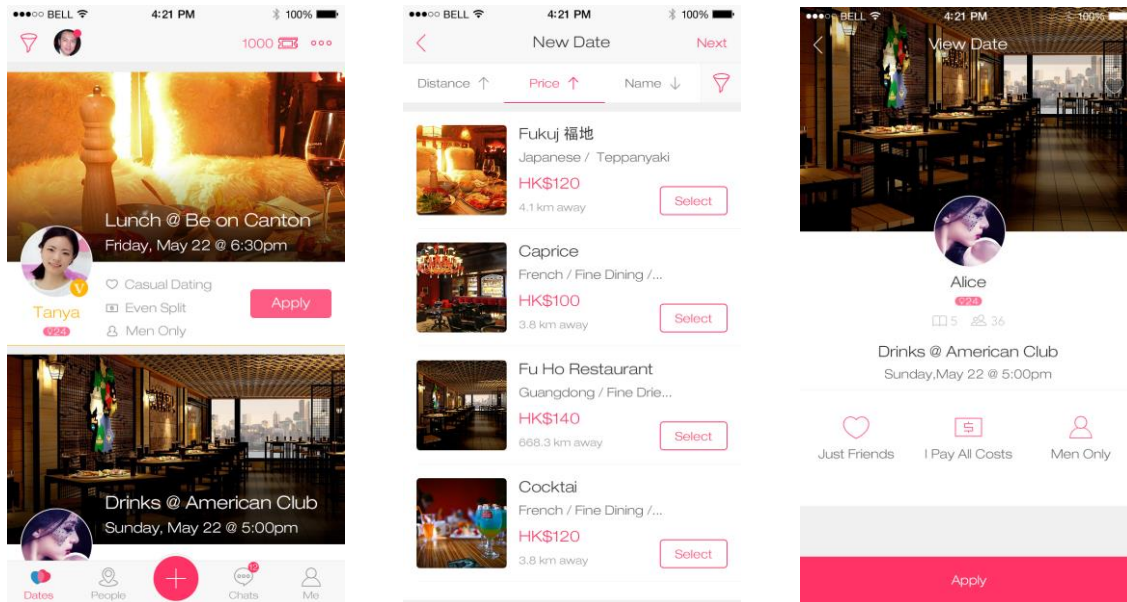 BELL 4:21 PM 100%
1000
Lunch @ Be on Canton
Friday, May 22 @ 6:30pm
V
Tanya
24
Casual Dating
Even Split
Men Only
Apply
Drinks @ American Club
Sunday, May 22 @ 5:00pm
Dates
People
12
Chats
Me
BELL 4:21 PM 100%
New Date
Next
Distance ↑
Price ↑
Name ↓
Fukuj 福地
Japanese / Teppanyaki
HK$120
4.1 km away
Select
Caprice
French / Fine Dining /...
HK$100
3.8 km away
Select
Fu Ho Restaurant
Guangdong / Fine Drie...
HK$140
668.3 km away
Select
Cocktai
French / Fine Dining /...
HK$120
3.8 km away
Select
BELL 4:21 PM 100%
View Date
Alice
24
5 36
Drinks @ American Club
Sunday,May 22 @ 5:00pm
Just Friends
I Pay All Costs
Men Only
Apply